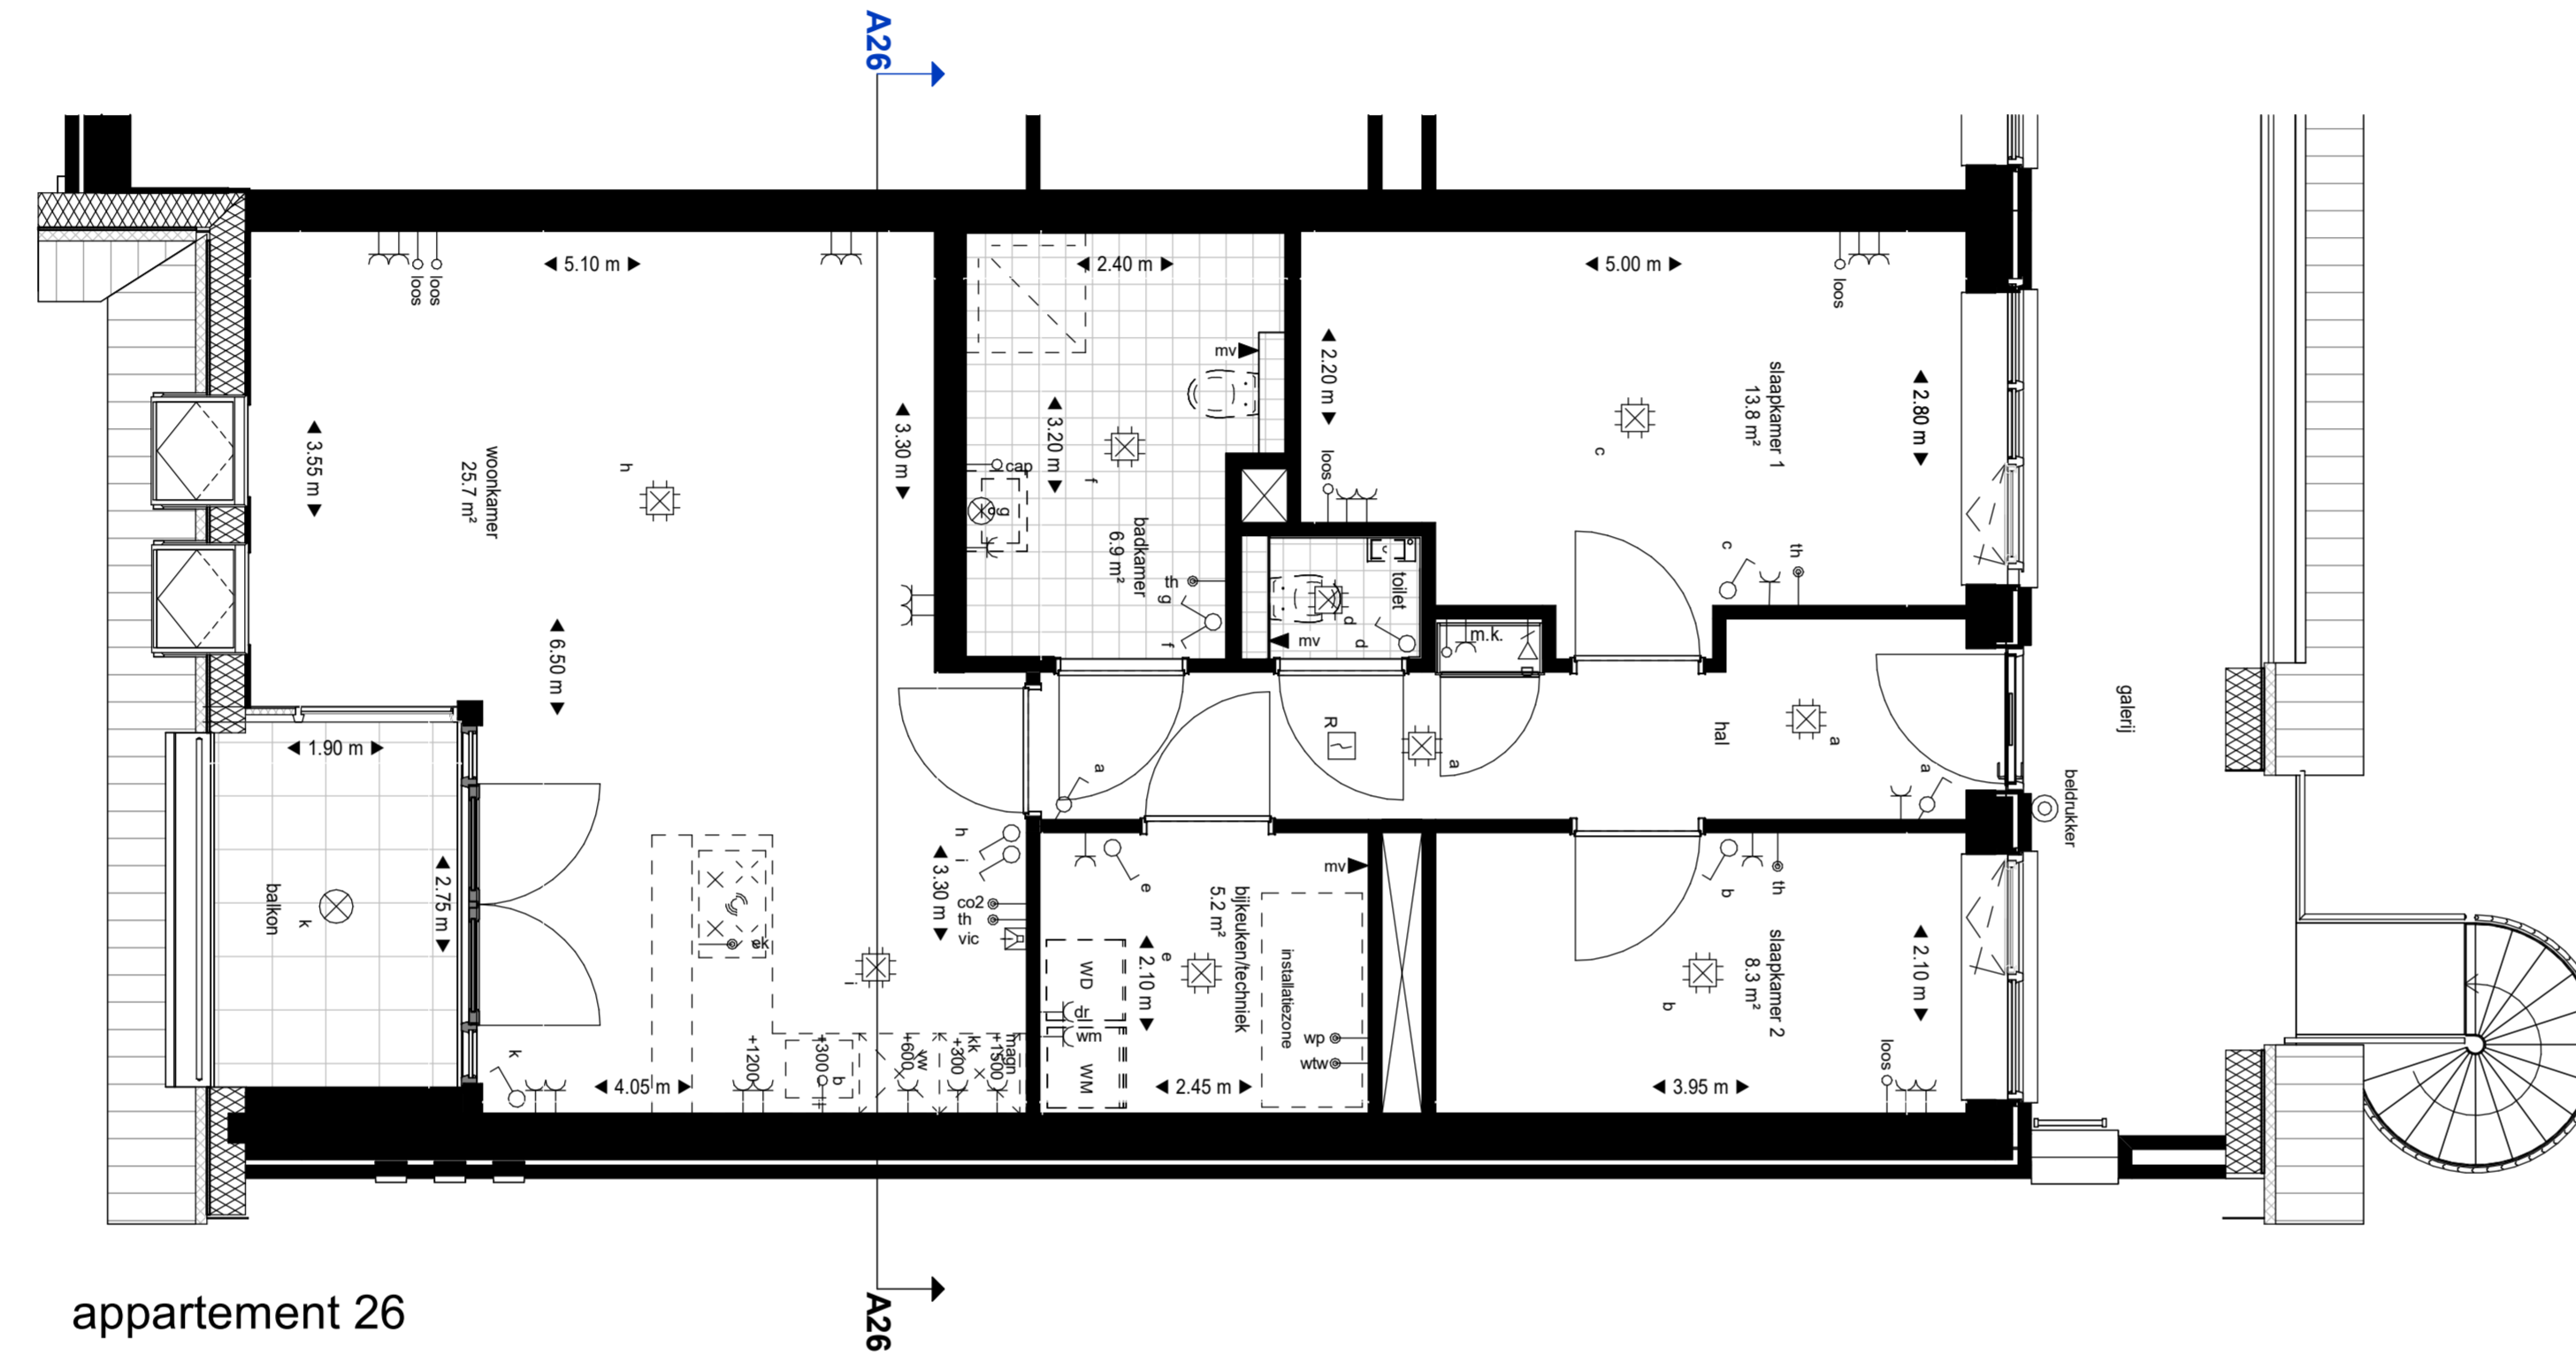 A26
5.10 m
loos
loos
3.55 m
woonkamer
25.7 m²
h
3.30 m
6.50 m
2.40 m
mv
3.20 m
f
cap
g
badkamer
6.9 m²
th
g
f
5.00 m
loos
2.20 m
loos
slaapkamer 1
13.8 m²
c
2.80 m
c
th
toilet
d
d
mv
m.k.
1.90 m
2.75 m
balkon
k
k
4.05 m
h
i
3.30 m
co2
th
vic
ek
i
+1200
+300
b
+600
vw
+300
kk
+1500
magn
a
R
a
hal
a
a
galerij
beldrukker
e
e
mv
bijkeuken/techniek
5.2 m²
2.10 m
installatiezone
WD
dr
wm
WM
wp
wtw
2.45 m
b
th
slaapkamer 2
8.3 m²
b
2.10 m
loos
3.95 m
appartement 26
A26